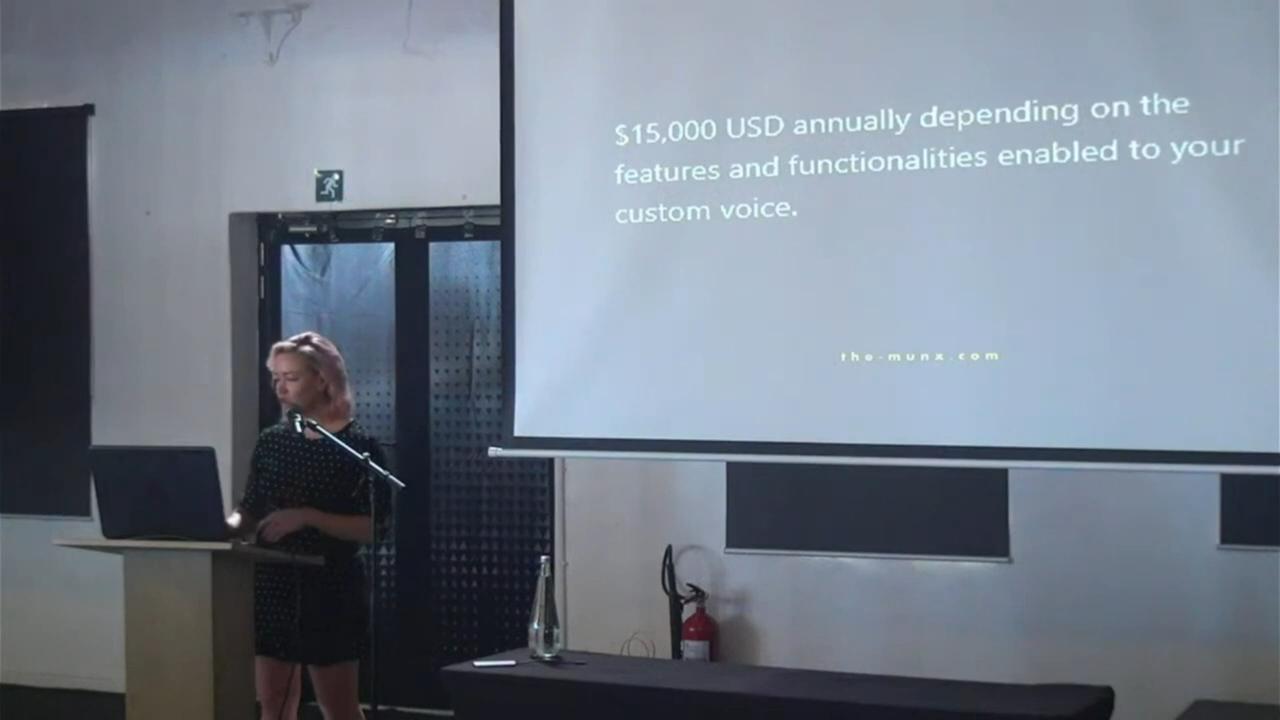 $15,000 USD annually depending on the
features and functionalities enabled to your
custom voice.
the-munx.com